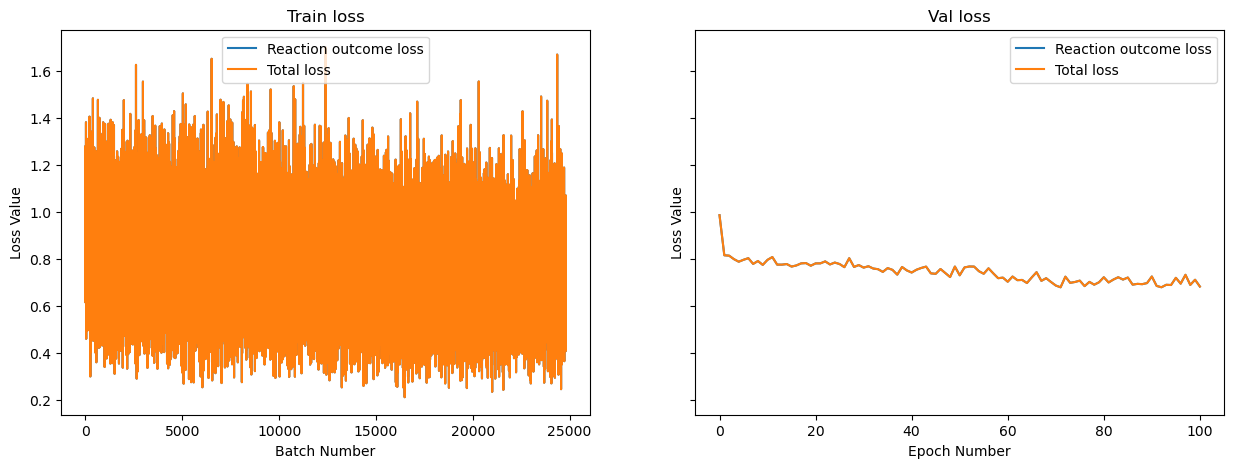 Train loss
Reaction outcome loss
Total loss
Loss Value
1.6
1.4
1.2
1.0
0.8
0.6
0.4
0.2
0
5000
10000
15000
20000
25000
Batch Number
Val loss
Reaction outcome loss
Total loss
Loss Value
0
20
40
60
80
100
Epoch Number